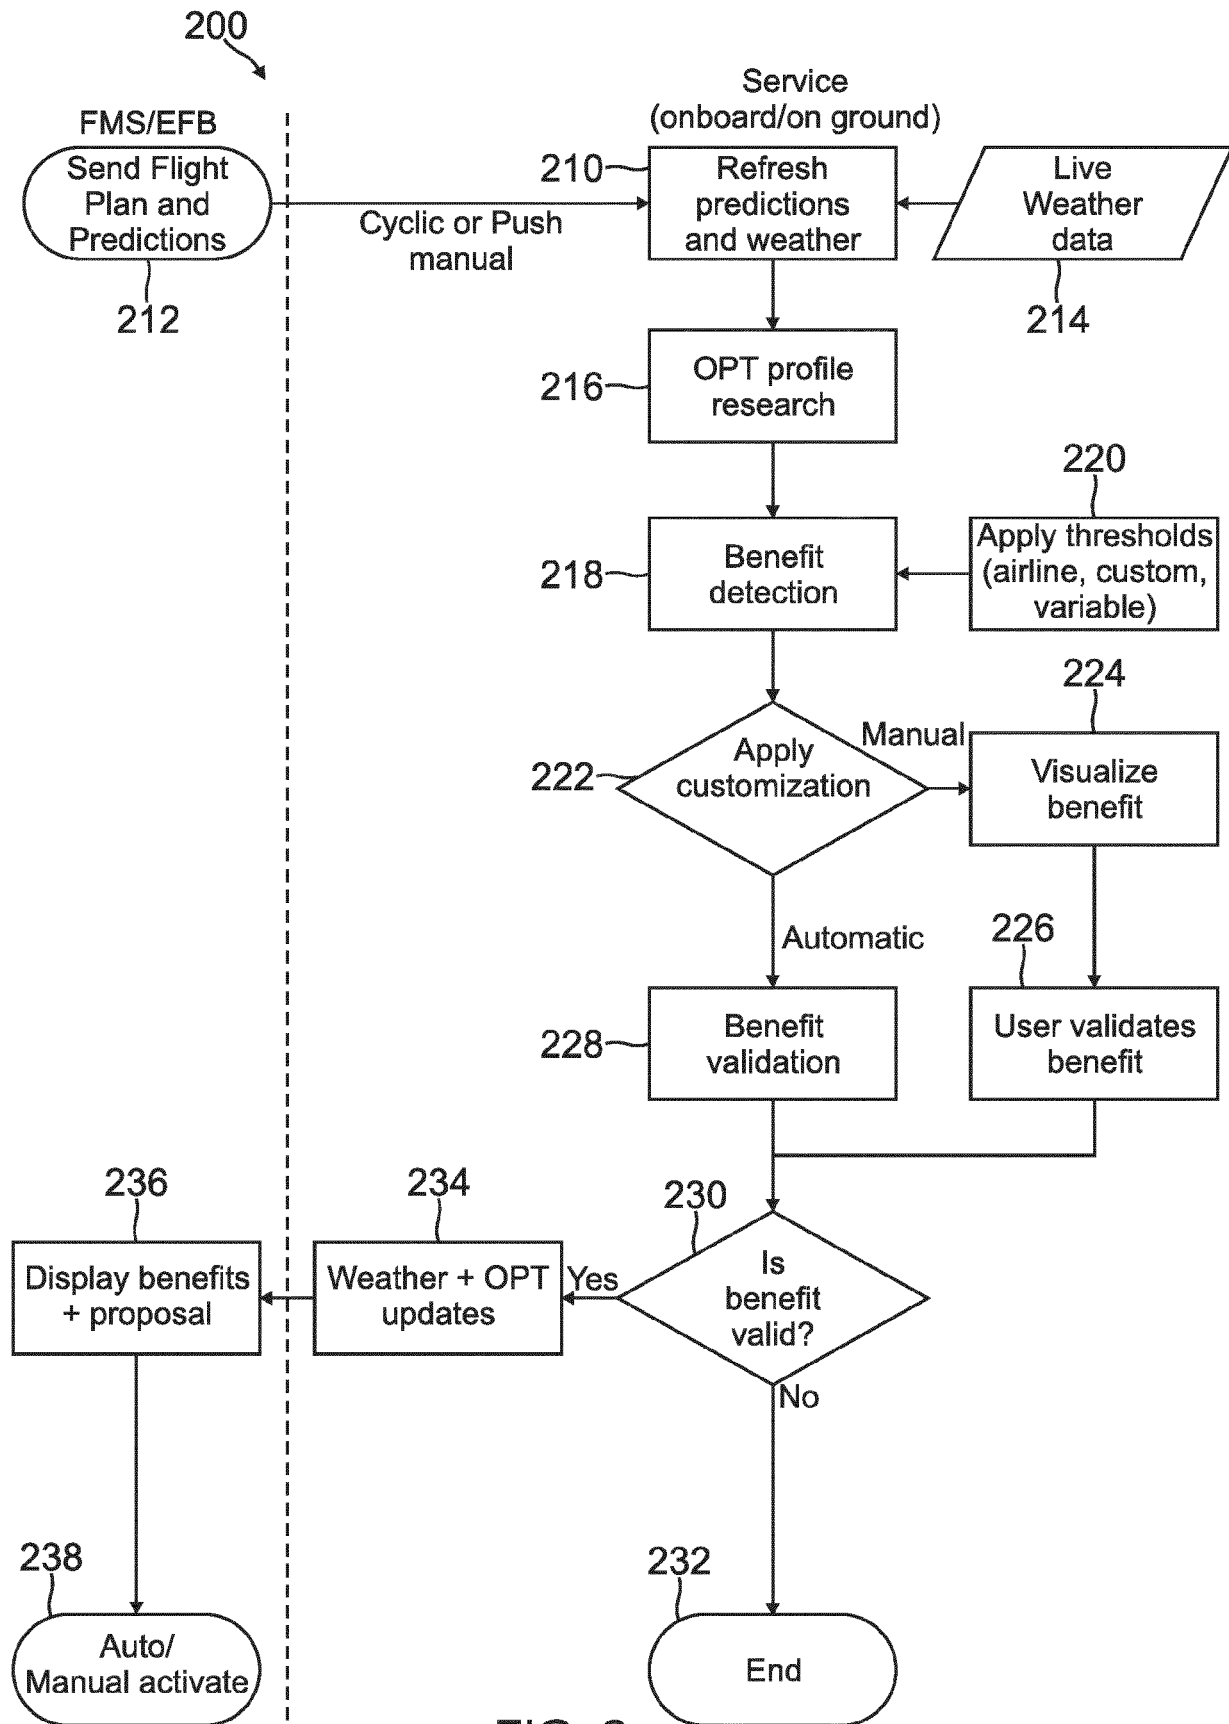 200
FMS/EFB
Service
(onboard/on ground)
Send Flight
Plan and
Predictions
212
Cyclic or Push
manual
210
Refresh
predictions
and weather
Live
Weather
data
214
216
OPT profile
research
218
Benefit
detection
220
Apply thresholds
(airline, custom,
variable)
222
Apply
customization
Manual
224
Visualize
benefit
Automatic
226
User validates
benefit
228
Benefit
validation
230
Is
benefit
valid?
Yes
No
234
Weather + OPT
updates
236
Display benefits
+ proposal
238
Auto/
Manual activate
232
End